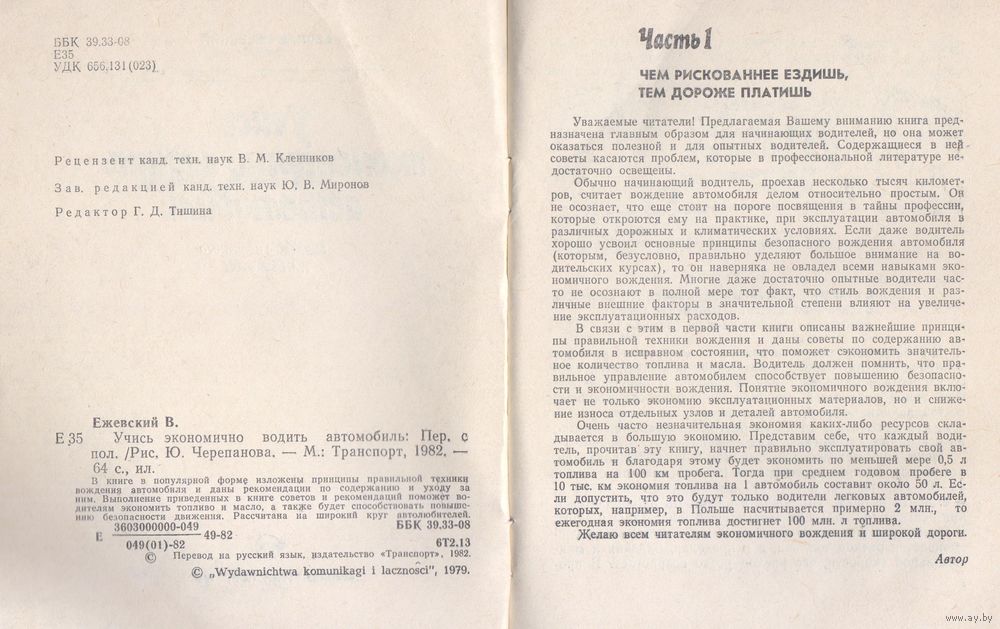 ББК 39.33-08
Е35
УДК 656.131(023)
Рецензент канд. техн. наук В. М. Кленников
Зав. редакцией канд. техн. наук Ю. В. Миронов
Редактор Г. Д. Тишина
Ежевский В.
Е 35 Учись экономично водить автомобиль: Пер. с
пол. /Рис. Ю. Черепанова. — М.: Транспорт, 1982. —
64 с., ил.
В книге в популярной форме изложены принципы правильной техники
вождения автомобиля и даны рекомендации по содержанию и уходу за
ним. Выполнение приведенных в книге советов и рекомендаций поможет во-
дителям экономить топливо и масло, а также будет способствовать повыше-
нию безопасности движения. Рассчитана на широкий круг автолюбителей.
Е 3603000000-049 49-82 ББК 39.33-08
049(01)-82 6Т2.13
© Перевод на русский язык, издательство «Транспорт», 1982.
© „Wydawnichtwa komunikagi i laczności", 1979.
Часть 1
ЧЕМ РИСКОВАННЕЕ ЕЗДИШЬ,
ТЕМ ДОРОЖЕ ПЛАТИШЬ
Уважаемые читатели! Предлагаемая Вашему вниманию книга пред-
назначена главным образом для начинающих водителей, но она может
оказаться полезной и для опытных водителей. Содержащиеся в ней
советы касаются проблем, которые в профессиональной литературе не-
достаточно освещены.
Обычно начинающий водитель, проехав несколько тысяч километ-
ров, считает вождение автомобиля делом относительно простым. Он
не осознает, что еще стоит на пороге посвящения в тайны профессии,
которые откроются ему на практике, при эксплуатации автомобиля в
различных дорожных и климатических условиях. Если даже водитель
хорошо усвоил основные принципы безопасного вождения автомобиля
(которым, безусловно, правильно уделяют большое внимание на во-
дительских курсах), то он наверняка не овладел всеми навыками эко-
номичного вождения. Многие даже достаточно опытные водители час-
то не осознают в полной мере тот факт, что стиль вождения и раз-
личные внешние факторы в значительной степени влияют на увеличе-
ние эксплуатационных расходов.
В связи с этим в первой части книги описаны важнейшие принци-
пы правильной техники вождения и даны советы по содержанию ав-
томобиля в исправном состоянии, что поможет сэкономить значитель-
ное количество топлива и масла. Водитель должен помнить, что пра-
вильное управление автомобилем способствует повышению безопасно-
сти и экономичности вождения. Понятие экономичного вождения вклю-
чает не только экономию эксплуатационных материалов, но и сниже-
ние износа отдельных узлов и деталей автомобиля.
Очень часто незначительная экономия каких-либо ресурсов скла-
дывается в большую экономию. Представим себе, что каждый води-
тель, прочитав эту книгу, начнет правильно эксплуатировать свой ав-
томобиль и благодаря этому будет экономить по меньшей мере 0,5 л
топлива на 100 км пробега. Тогда при среднем годовом пробеге в
10 тыс. км экономия топлива на 1 автомобиль составит около 50 л. Ес-
ли допустить, что это будут только водители легковых автомобилей,
которых, например, в Польше насчитывается примерно 2 млн., то
ежегодная экономия топлива достигнет 100 млн. л топлива.
Желаю всем читателям экономичного вождения и широкой дороги.
Автор
www.ay.by